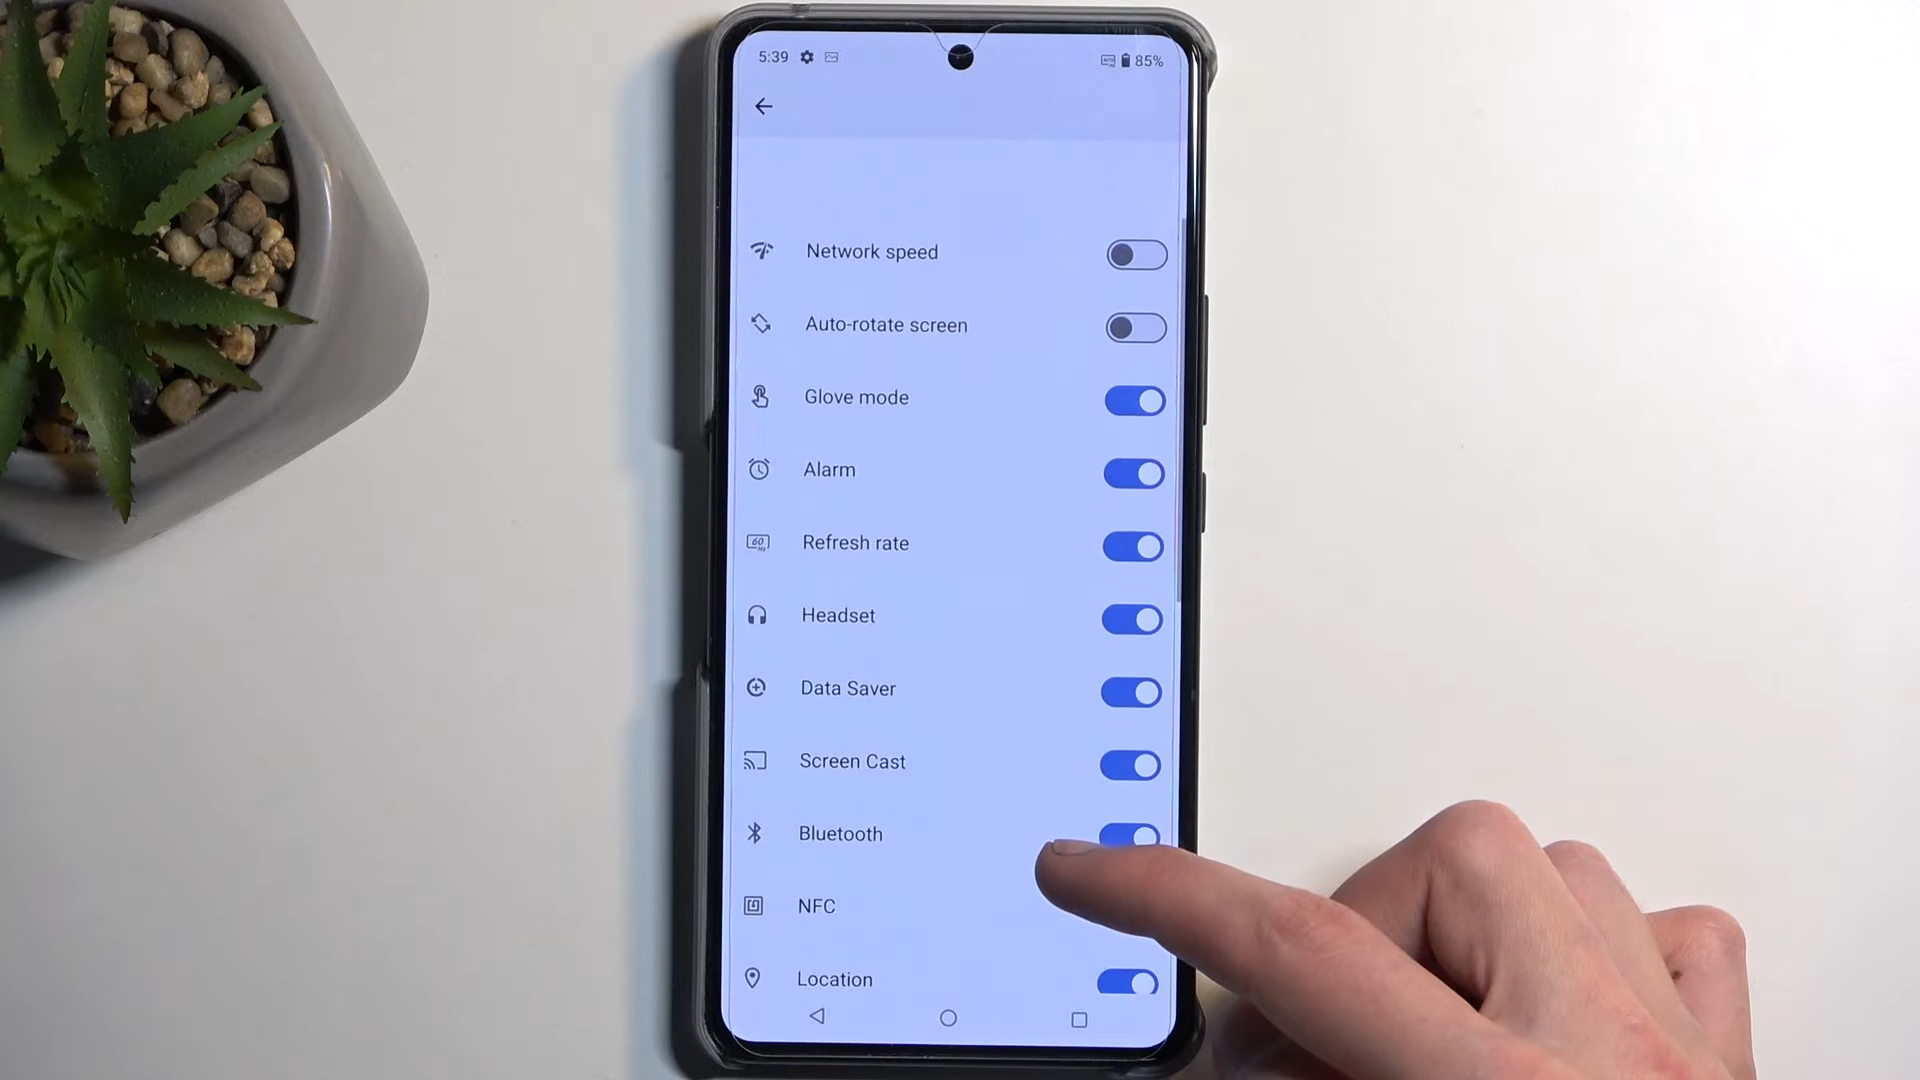 5:39 85%
Network speed
Auto-rotate screen
Glove mode
Alarm
Refresh rate
Headset
Data Saver
Screen Cast
Bluetooth
NFC
Location